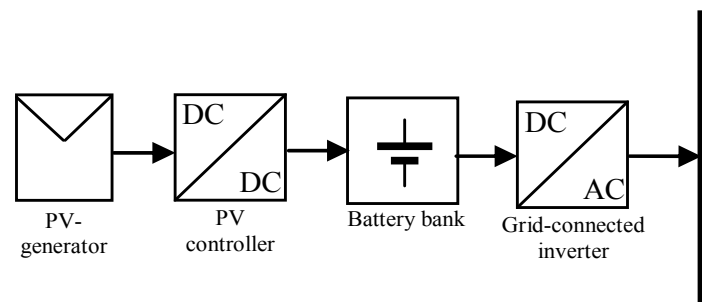 DC
DC
DC
AC
PV-
generator
PV
controller
Battery bank
Grid-connected
inverter